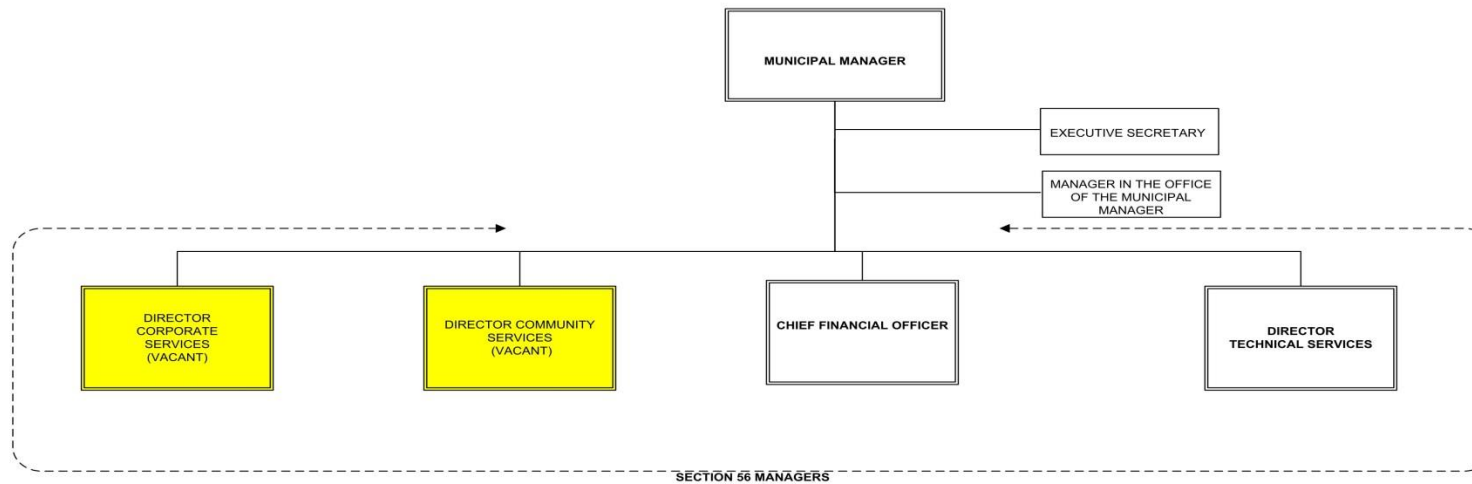 MUNICIPAL MANAGER
EXECUTIVE SECRETARY
MANAGER IN THE OFFICE
OF THE MUNICIPAL
MANAGER
DIRECTOR
CORPORATE
SERVICES
(VACANT)
DIRECTOR COMMUNITY
SERVICES
(VACANT)
CHIEF FINANCIAL OFFICER
DIRECTOR
TECHNICAL SERVICES
SECTION 56 MANAGERS